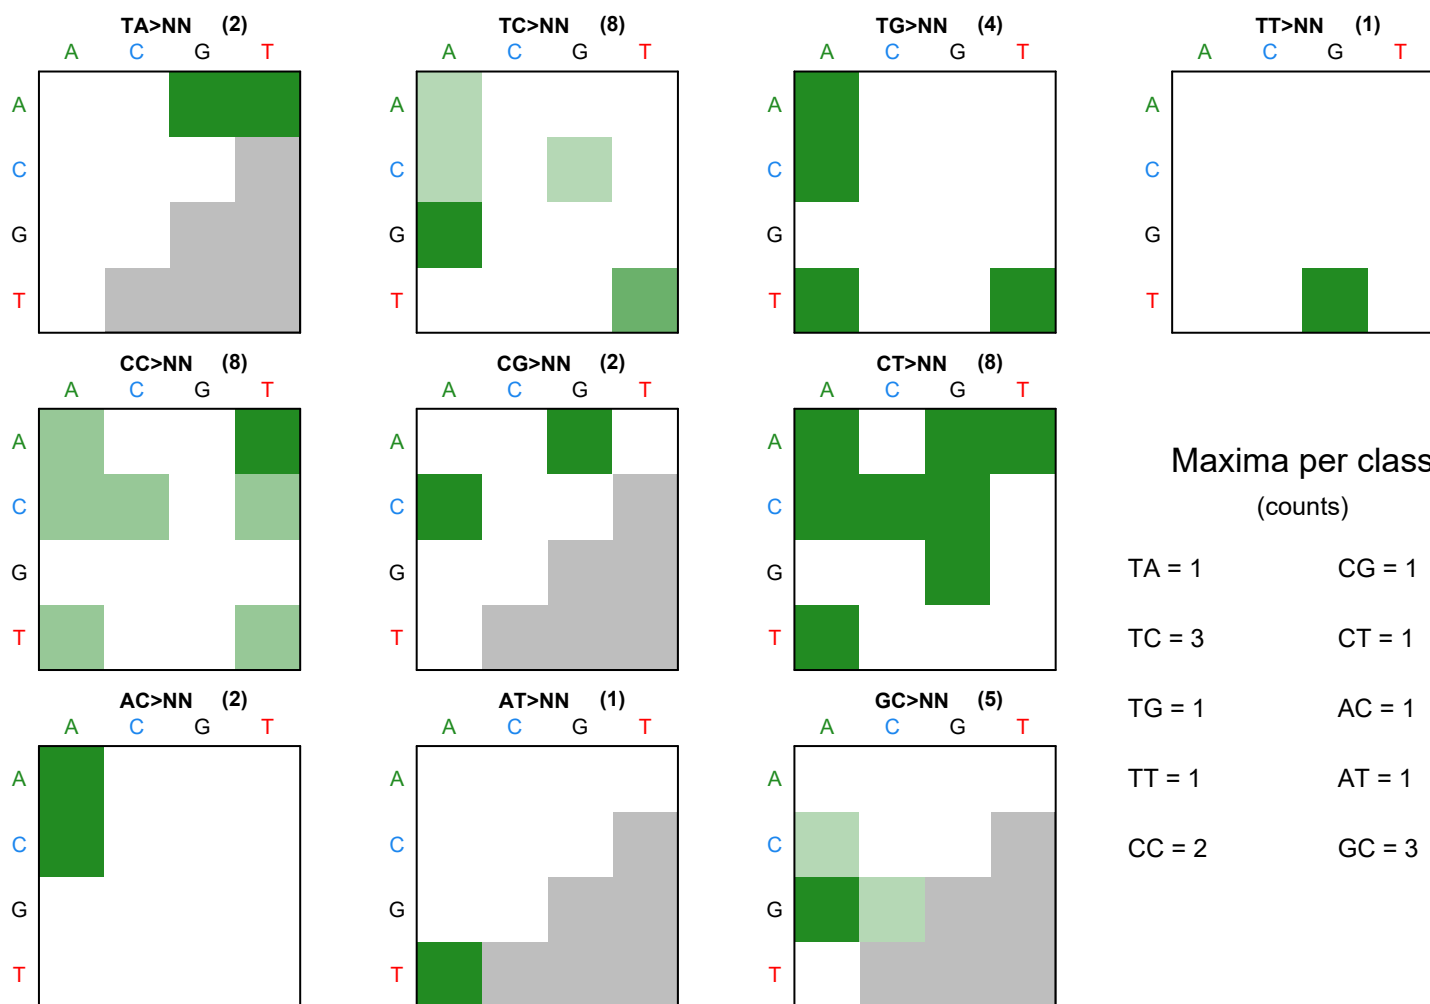 TA>NN (2)
A C G T
A
C
G
T
TC>NN (8)
A C G T
A
C
G
T
TG>NN (4)
A C G T
A
C
G
T
TT>NN (1)
A C G T
A
C
G
T
CC>NN (8)
A C G T
A
C
G
T
CG>NN (2)
A C G T
A
C
G
T
CT>NN (8)
A C G T
A
C
G
T
AC>NN (2)
A C G T
A
C
G
T
AT>NN (1)
A C G T
A
C
G
T
GC>NN (5)
A C G T
A
C
G
T
Maxima per class
(counts)
TA = 1 CG = 1
TC = 3 CT = 1
TG = 1 AC = 1
TT = 1 AT = 1
CC = 2 GC = 3